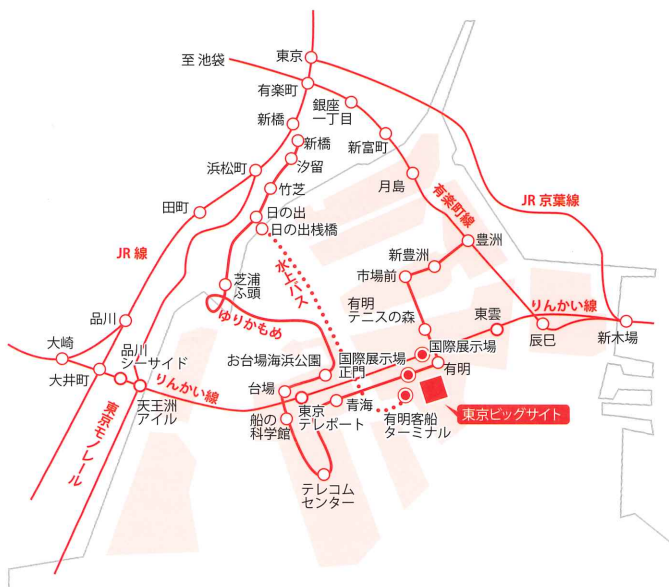 東京
至 池袋
有楽町
銀座
一丁目
新橋
新橋
新富町
汐留
浜松町
竹芝
月島
有楽町線
JR 京葉線
田町
日の出
日の出桟橋
豊洲
新豊洲
市場前
JR 線
水上バス
芝浦
ふ頭
ゆりかもめ
有明
テニスの森
東雲
りんかい線
辰巳
新木場
品川
大崎
品川
シーサイド
お台場海浜公園
国際展示場
正門
国際展示場
有明
大井町
りんかい線
台場
天王洲
アイル
東京モノレール
船の
科学館
東京
テレポート
青海
有明客船
ターミナル
東京ビッグサイト
テレコム
センター